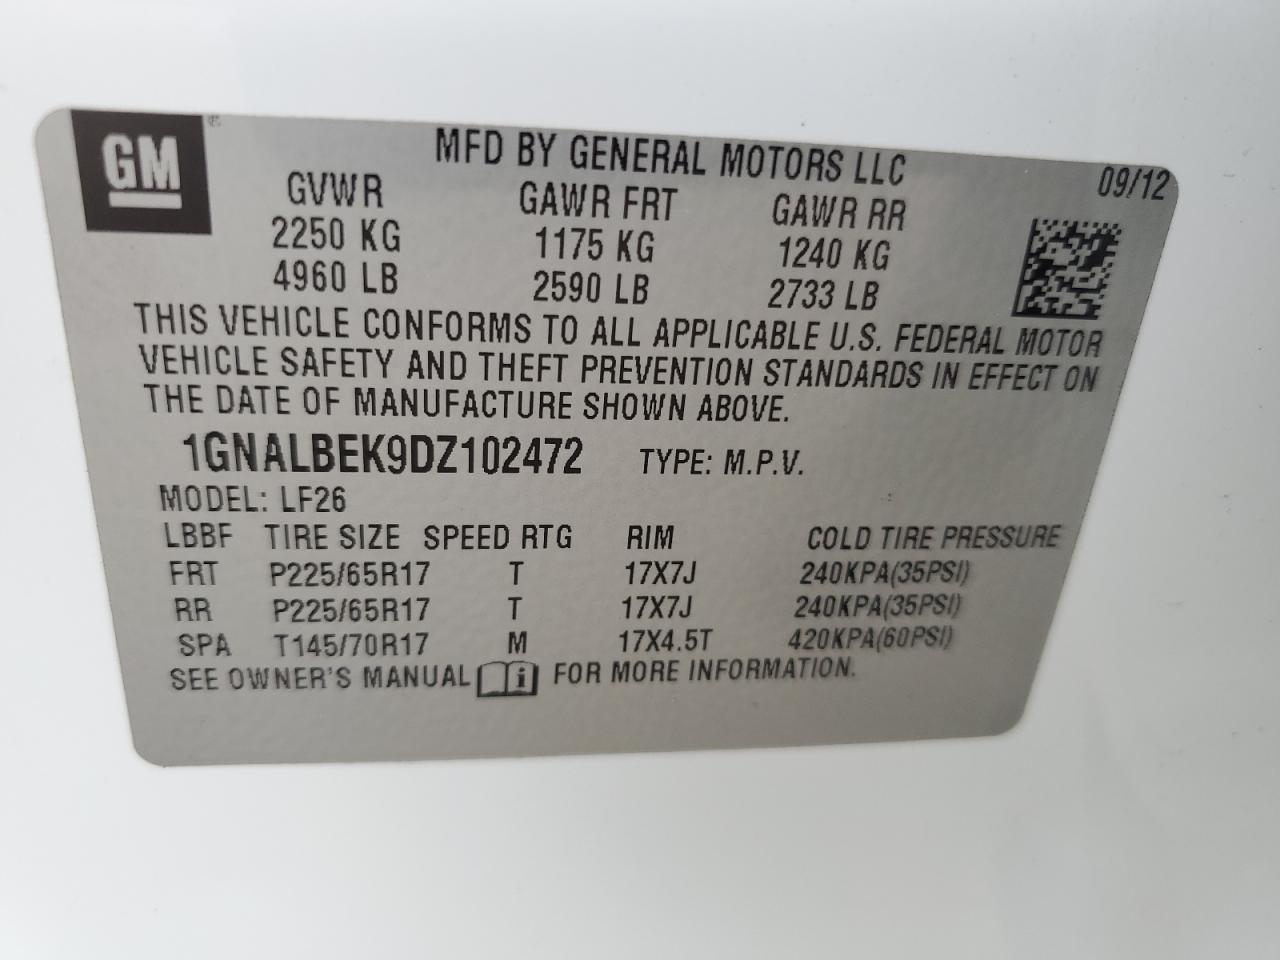 GM ®
MFD BY GENERAL MOTORS LLC 09/12
GVWR GAWR FRT GAWR RR
2250 KG 1175 KG 1240 KG
4960 LB 2590 LB 2733 LB
THIS VEHICLE CONFORMS TO ALL APPLICABLE U.S. FEDERAL MOTOR
VEHICLE SAFETY AND THEFT PREVENTION STANDARDS IN EFFECT ON
THE DATE OF MANUFACTURE SHOWN ABOVE.
1GNALBEK9DZ102472 TYPE: M.P.V.
MODEL: LF26
LBBF TIRE SIZE SPEED RTG RIM COLD TIRE PRESSURE
FRT P225/65R17 T 17X7J 240KPA(35PSI)
RR P225/65R17 T 17X7J 240KPA(35PSI)
SPA T145/70R17 M 17X4.5T 420KPA(60PSI)
SEE OWNER'S MANUAL i FOR MORE INFORMATION.